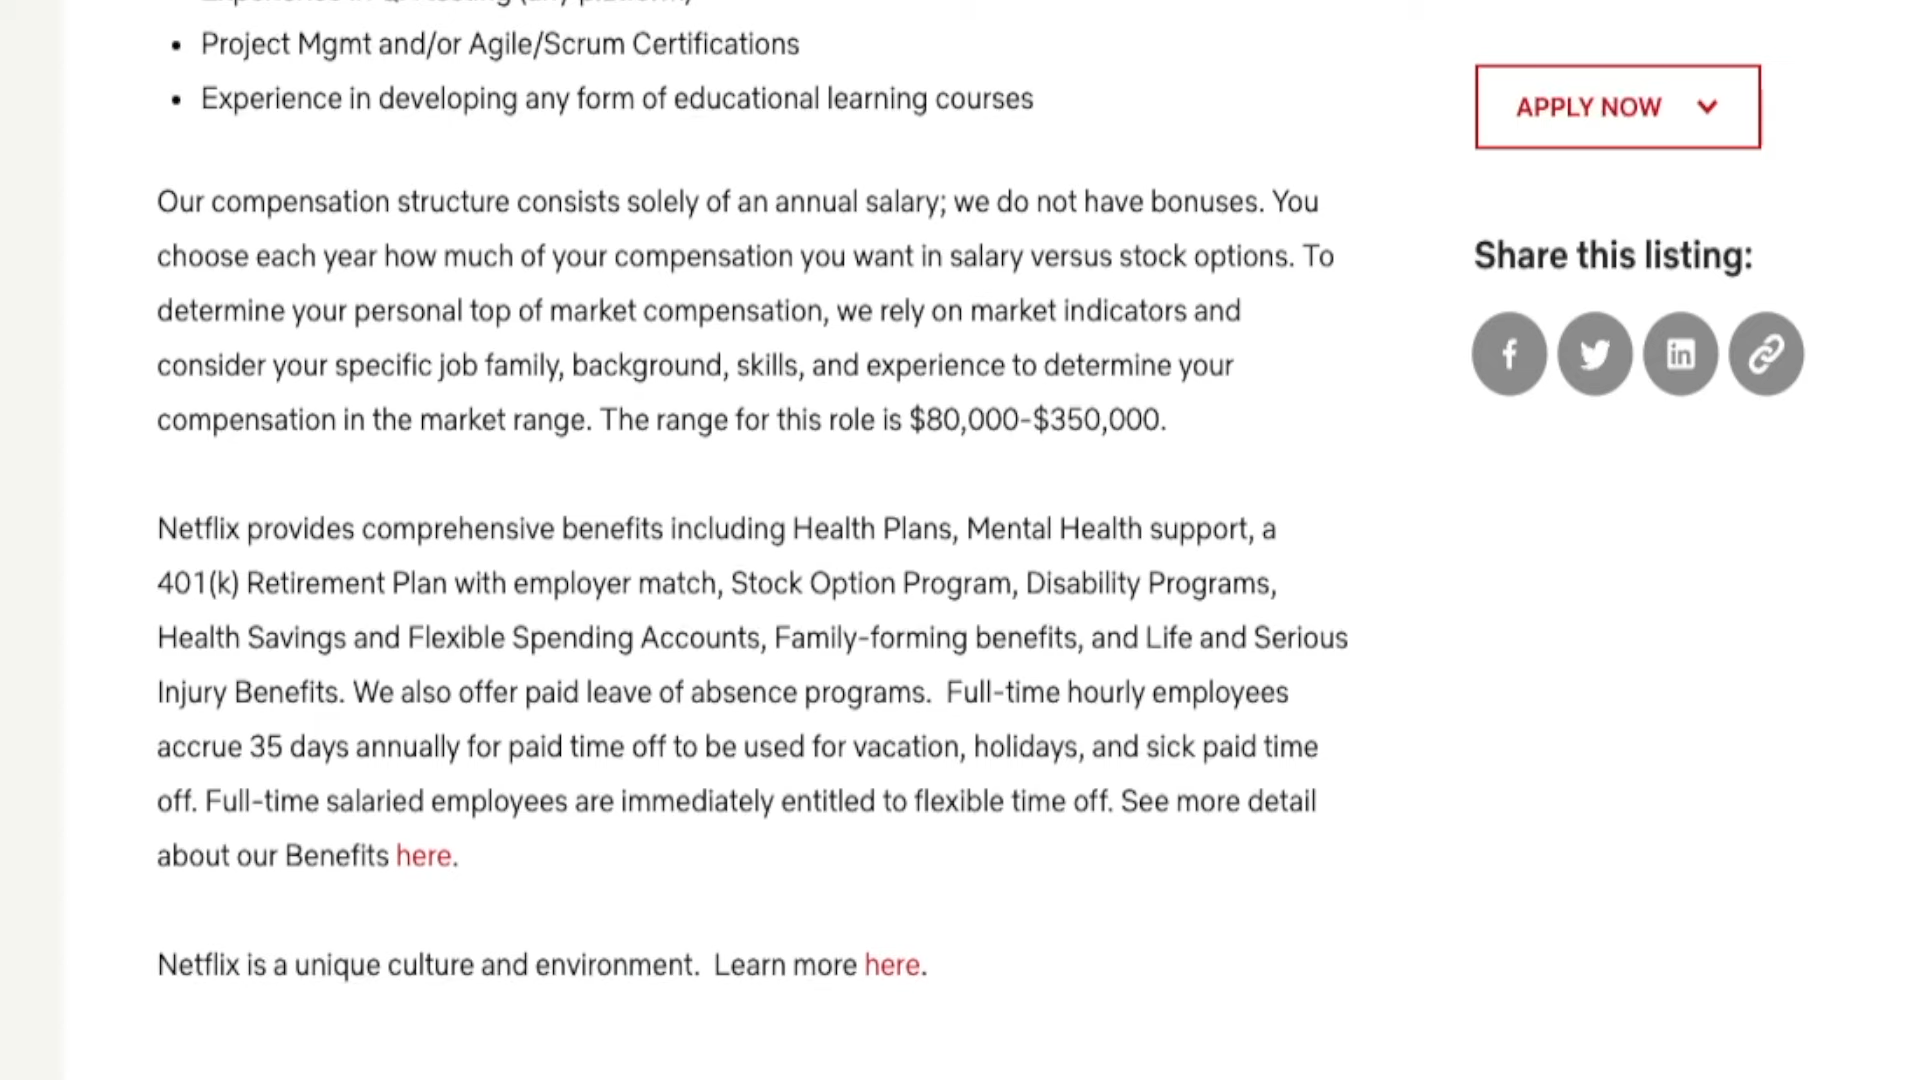 Project Mgmt and/or Agile/Scrum Certifications
Experience in developing any form of educational learning courses
Our compensation structure consists solely of an annual salary; we do not have bonuses. You
choose each year how much of your compensation you want in salary versus stock options. To
determine your personal top of market compensation, we rely on market indicators and
consider your specific job family, background, skills, and experience to determine your
compensation in the market range. The range for this role is $80,000-$350,000.
Netflix provides comprehensive benefits including Health Plans, Mental Health support, a
401(k) Retirement Plan with employer match, Stock Option Program, Disability Programs,
Health Savings and Flexible Spending Accounts, Family-forming benefits, and Life and Serious
Injury Benefits. We also offer paid leave of absence programs.  Full-time hourly employees
accrue 35 days annually for paid time off to be used for vacation, holidays, and sick paid time
off. Full-time salaried employees are immediately entitled to flexible time off. See more detail
about our Benefits here.
Netflix is a unique culture and environment.  Learn more here.
APPLY NOW
Share this listing: